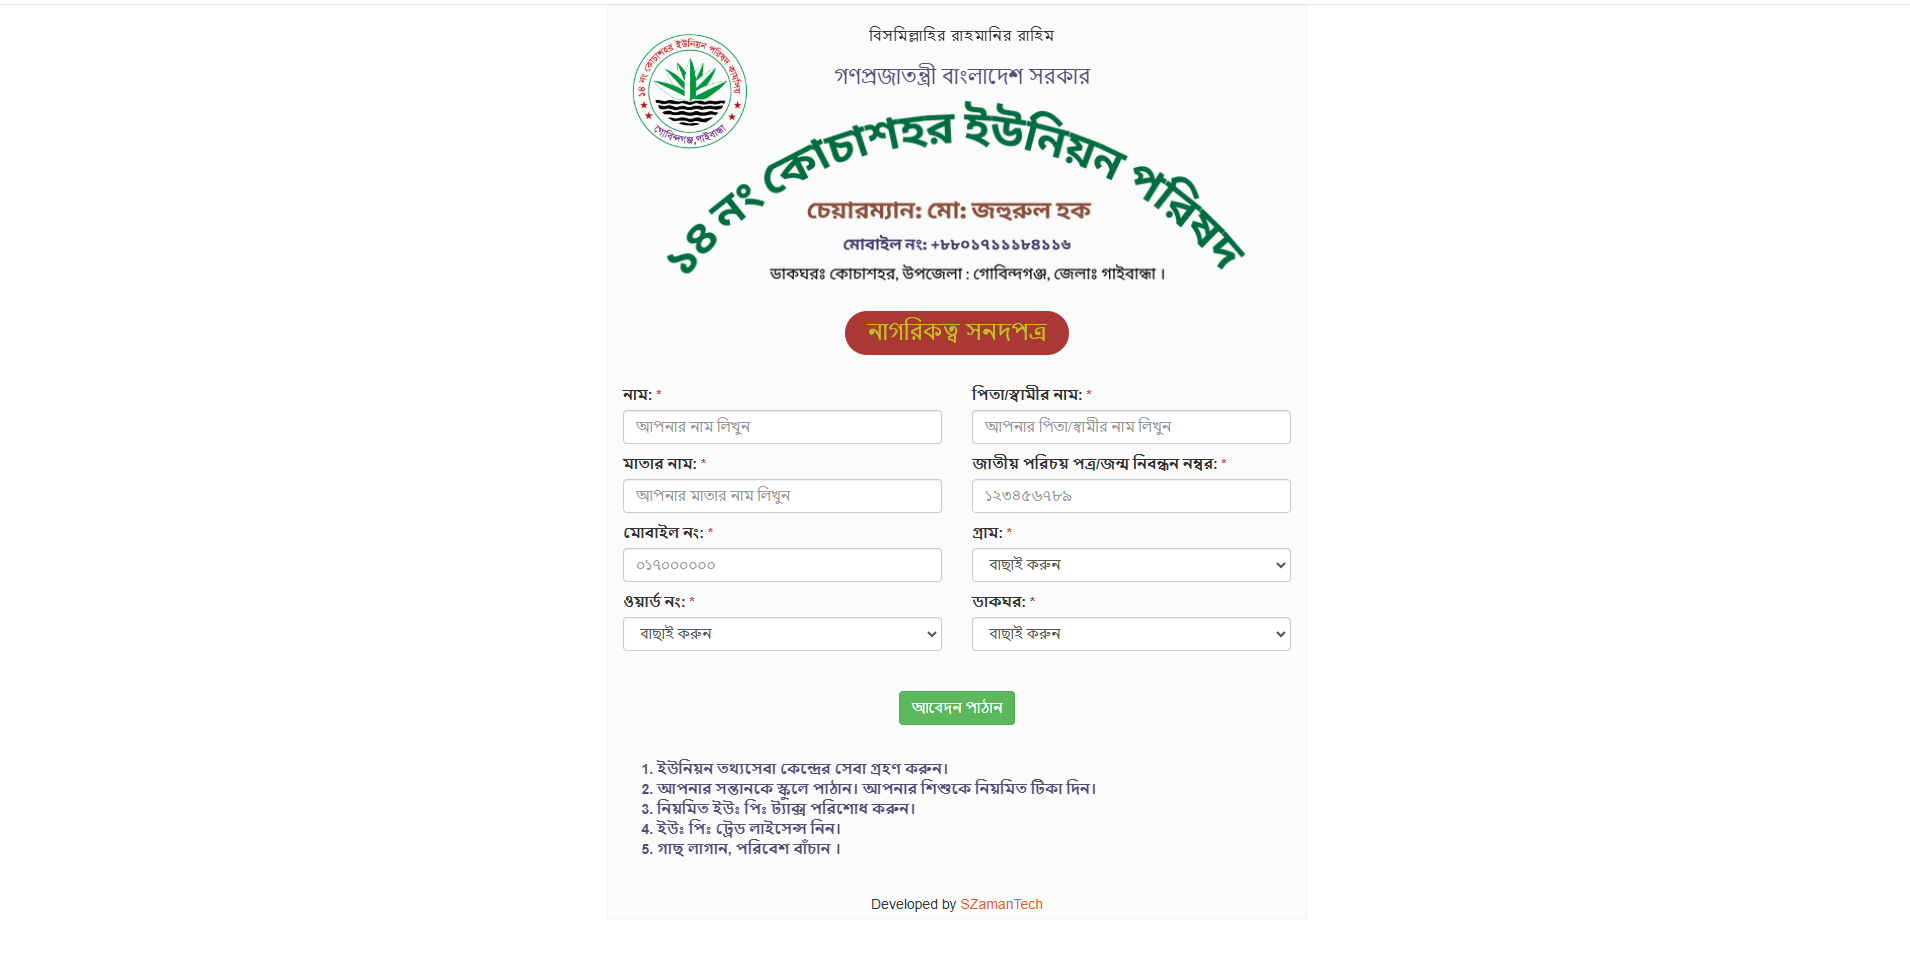 বিসমিল্লাহির রাহমানির রাহিম
গণপ্রজাতন্ত্রী বাংলাদেশ সরকার
১৪ নং কোচাশহর ইউনিয়ন পরিষদ কার্যালয়
গোবিন্দগঞ্জ,গাইবান্ধা
১৪ নং কোচাশহর ইউনিয়ন পরিষদ
চেয়ারম্যান: মো: জহুরুল হক
মোবাইল নং: +৮৮০১৭১১১৮৪১১৬
ডাকঘরঃ কোচাশহর, উপজেলা : গোবিন্দগঞ্জ, জেলাঃ গাইবান্ধা ।
নাগরিকত্ব সনদপত্র
নাম: * পিতা/স্বামীর নাম: *
আপনার নাম লিখুন আপনার পিতা/স্বামীর নাম লিখুন
মাতার নাম: * জাতীয় পরিচয় পত্র/জন্ম নিবন্ধন নম্বর: *
আপনার মাতার নাম লিখুন ১২৩৪৫৬৭৮৯
মোবাইল নং: * গ্রাম: *
০১৭০০০০০০ বাছাই করুন
ওয়ার্ড নং: * ডাকঘর: *
বাছাই করুন বাছাই করুন
আবেদন পাঠান
1. ইউনিয়ন তথ্যসেবা কেন্দ্রের সেবা গ্রহণ করুন।
2. আপনার সন্তানকে স্কুলে পাঠান। আপনার শিশুকে নিয়মিত টিকা দিন।
3. নিয়মিত ইউঃ পিঃ ট্যাক্স পরিশোধ করুন।
4. ইউঃ পিঃ ট্রেড লাইসেন্স নিন।
5. গাছ লাগান, পরিবেশ বাঁচান ।
Developed by SZamanTech